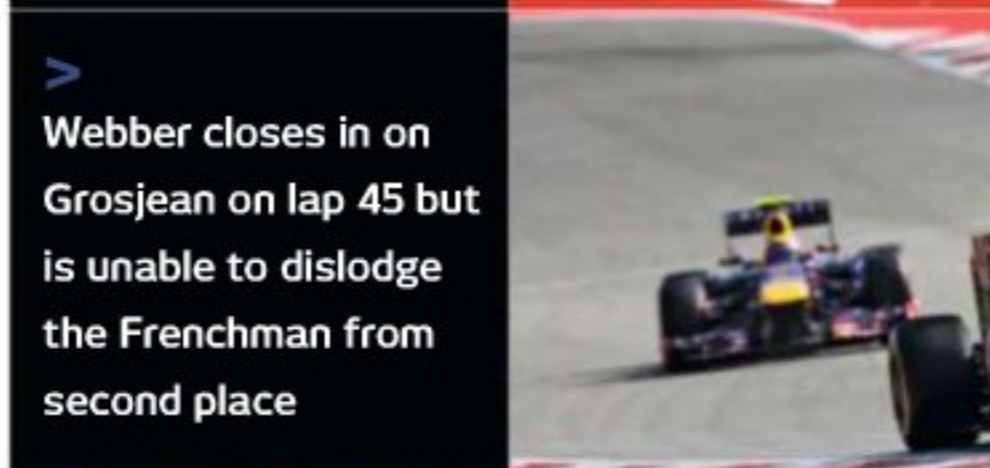 >
Webber closes in on
Grosjean on lap 45 but
is unable to dislodge
the Frenchman from
second place